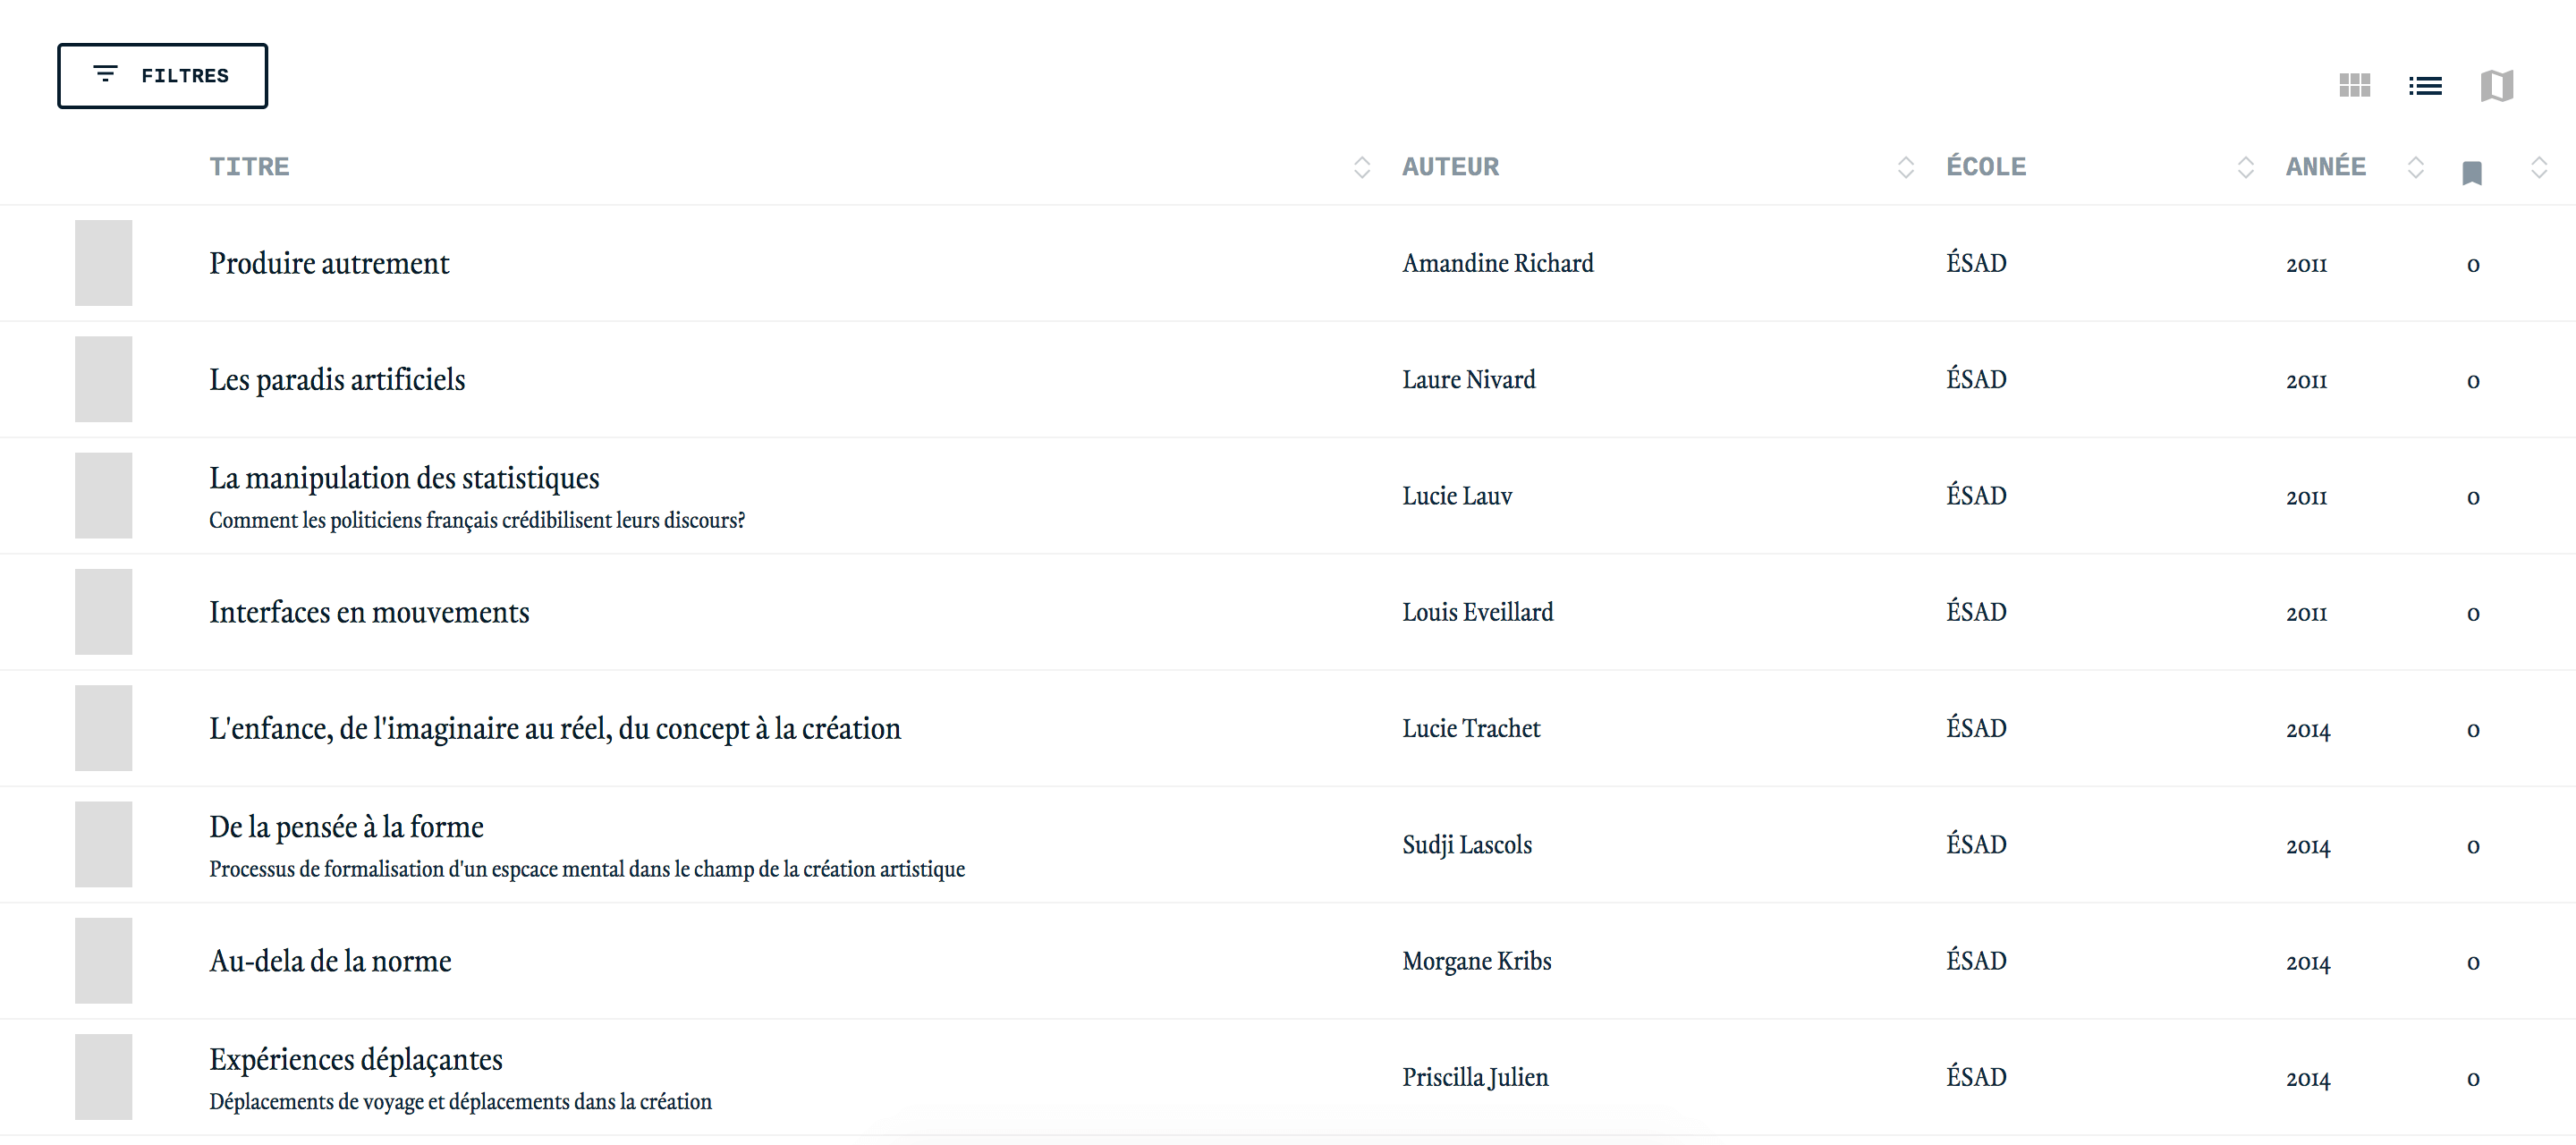 FILTRES
TITRE AUTEUR ÉCOLE ANNÉE
Produire autrement Amandine Richard ÉSAD 2011 0
Les paradis artificiels Laure Nivard ÉSAD 2011 0
La manipulation des statistiques
Comment les politiciens français crédibilisent leurs discours?
Lucie Lauv ÉSAD 2011 0
Interfaces en mouvements Louis Eveillard ÉSAD 2011 0
L'enfance, de l'imaginaire au réel, du concept à la création Lucie Trachet ÉSAD 2014 0
De la pensée à la forme
Processus de formalisation d'un espcace mental dans le champ de la création artistique
Sudji Lascols ÉSAD 2014 0
Au-dela de la norme Morgane Kribs ÉSAD 2014 0
Expériences déplaçantes
Déplacements de voyage et déplacements dans la création
Priscilla Julien ÉSAD 2014 0